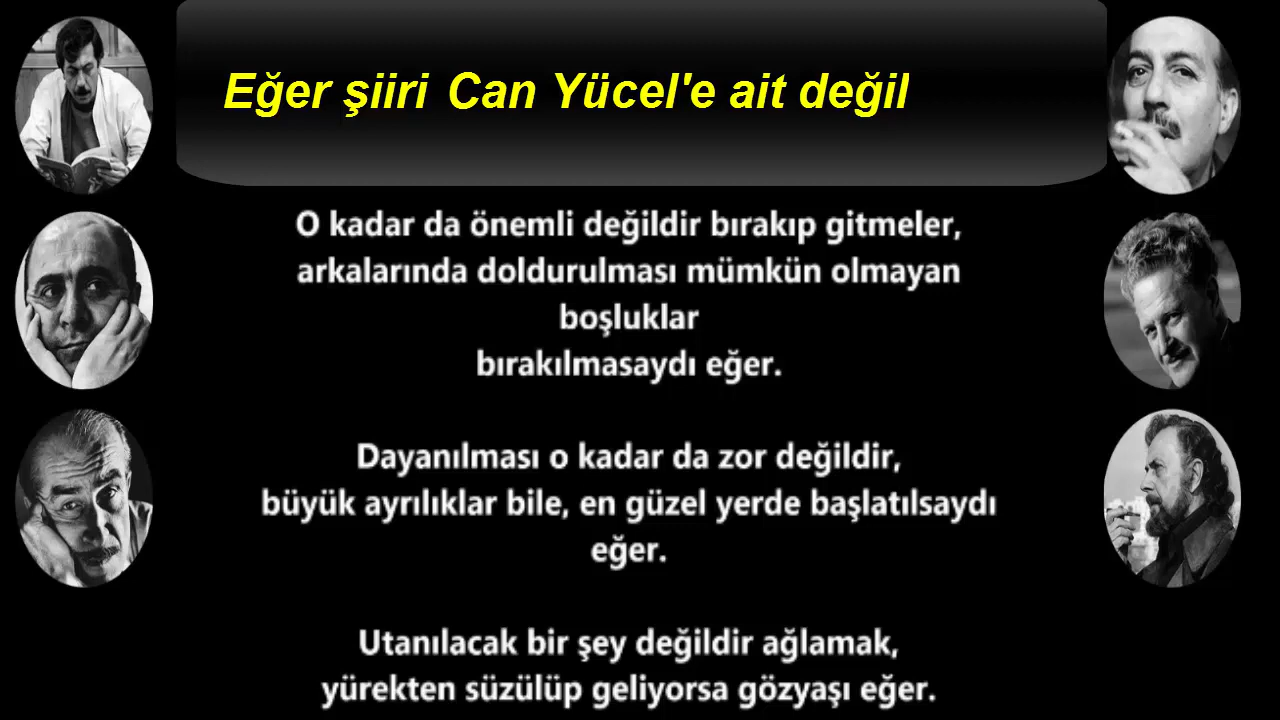 Eğer şiiri Can Yücel'e ait değil
O kadar da önemli değildir bırakıp gitmeler,
arkalarında doldurulması mümkün olmayan
boşluklar
bırakılmasaydı eğer.
Dayanılması o kadar da zor değildir,
büyük ayrılıklar bile, en güzel yerde başlatılsaydı
eğer.
Utanılacak bir şey değildir ağlamak,
yürekten süzülüp geliyorsa gözyaşı eğer.